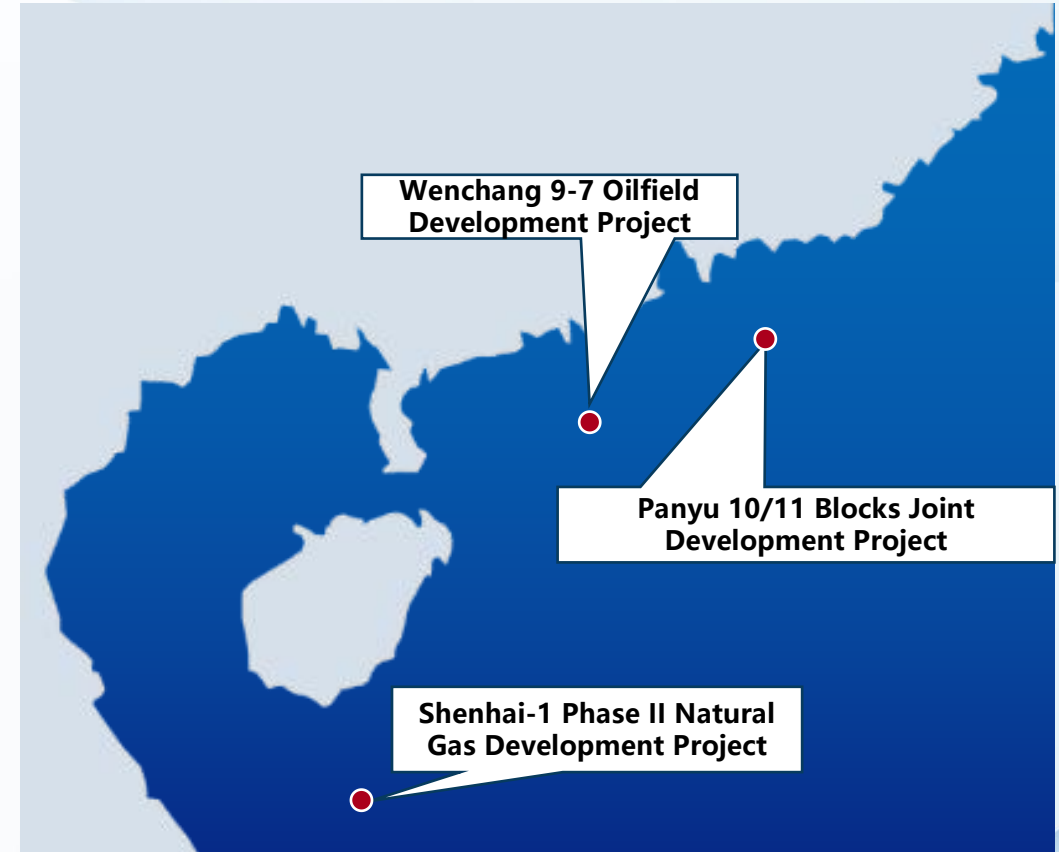 Wenchang 9-7 Oilfield
Development Project
Panyu 10/11 Blocks Joint
Development Project
Shenhai-1 Phase II Natural
Gas Development Project